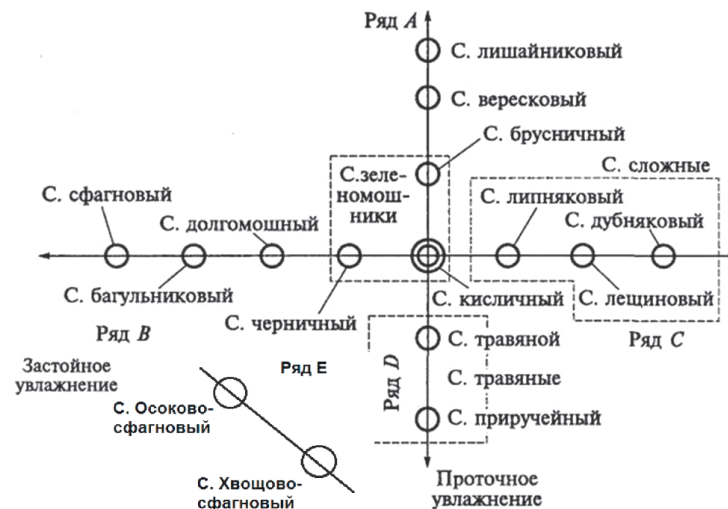 Ряд A
С. лишайниковый
С. вересковый
С. брусничный
С.зеле-
номош-
ники
С. сложные
С. сфагновый
С. долгомошный
С. липняковый
С. дубняковый
С. багульниковый
С. черничный
С. кисличный
С. лещиновый
Ряд B
Ряд C
Застойное
увлажнение
Ряд Е
Ряд D
С. травяной
С. травяные
С. приручейный
С. Осоково-
сфагновый
С. Хвощово-
сфагновый
Проточное
увлажнение